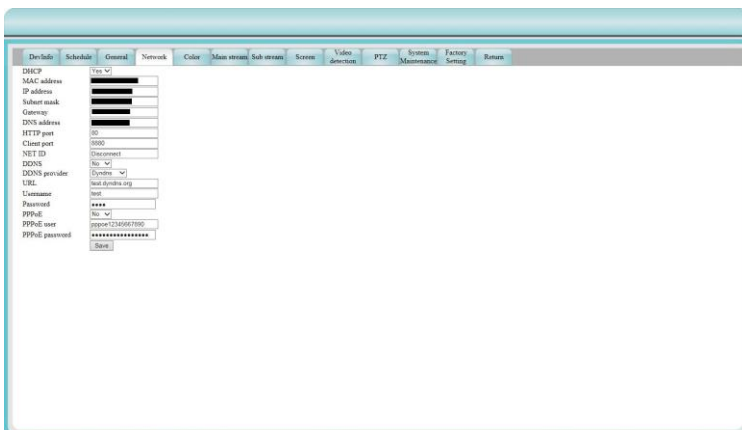 DevInfo Schedule General Network Color Main stream Sub stream Screen Video detection PTZ System Maintenance Factory Setting Return
DHCP Yes
MAC address
IP address
Subnet mask
Gateway
DNS address
HTTP port 80
Client port 8880
NET ID Disconnect
DDNS No
DDNS provider Dyndns
URL test.dyndns.org
Username test
Password ••••
PPPoE No
PPPoE user pppoe12345667890
PPPoE password ••••••••••••••••
Save